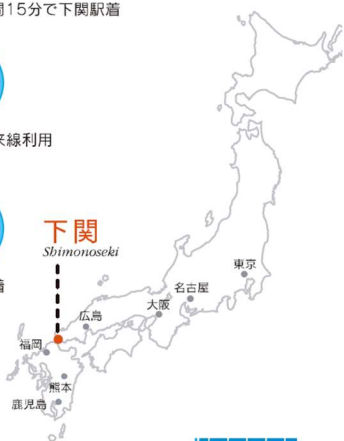 間15分で下関駅着
来線利用
下関
Shimonoseki
着
東京
名古屋
大阪
広島
福岡
熊本
鹿児島